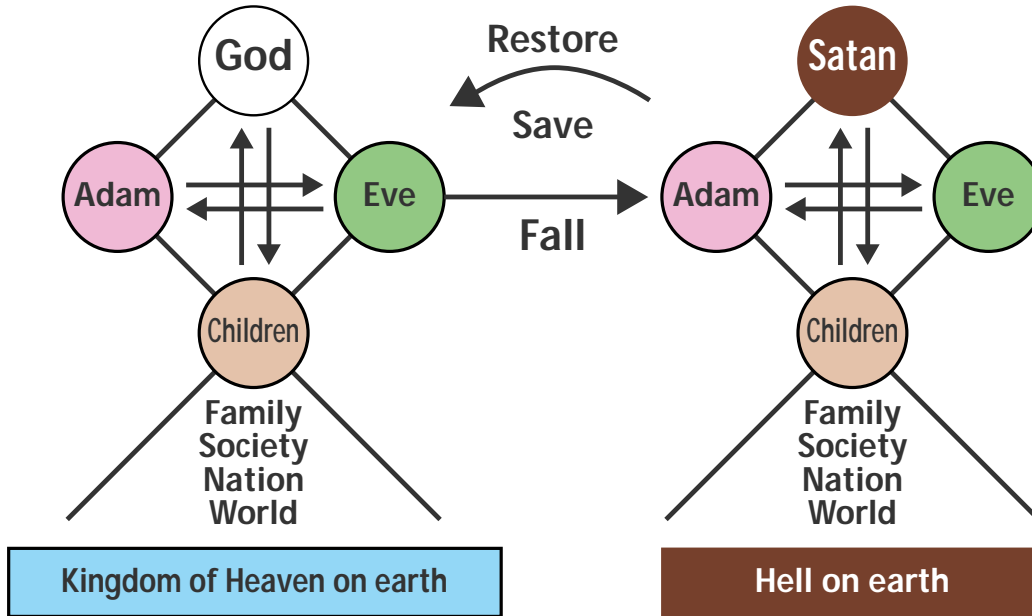 God
Restore
Satan
Save
Adam
Eve
Fall
Adam
Eve
Children
Children
Family
Society
Nation
World
Family
Society
Nation
World
Kingdom of Heaven on earth
Hell on earth